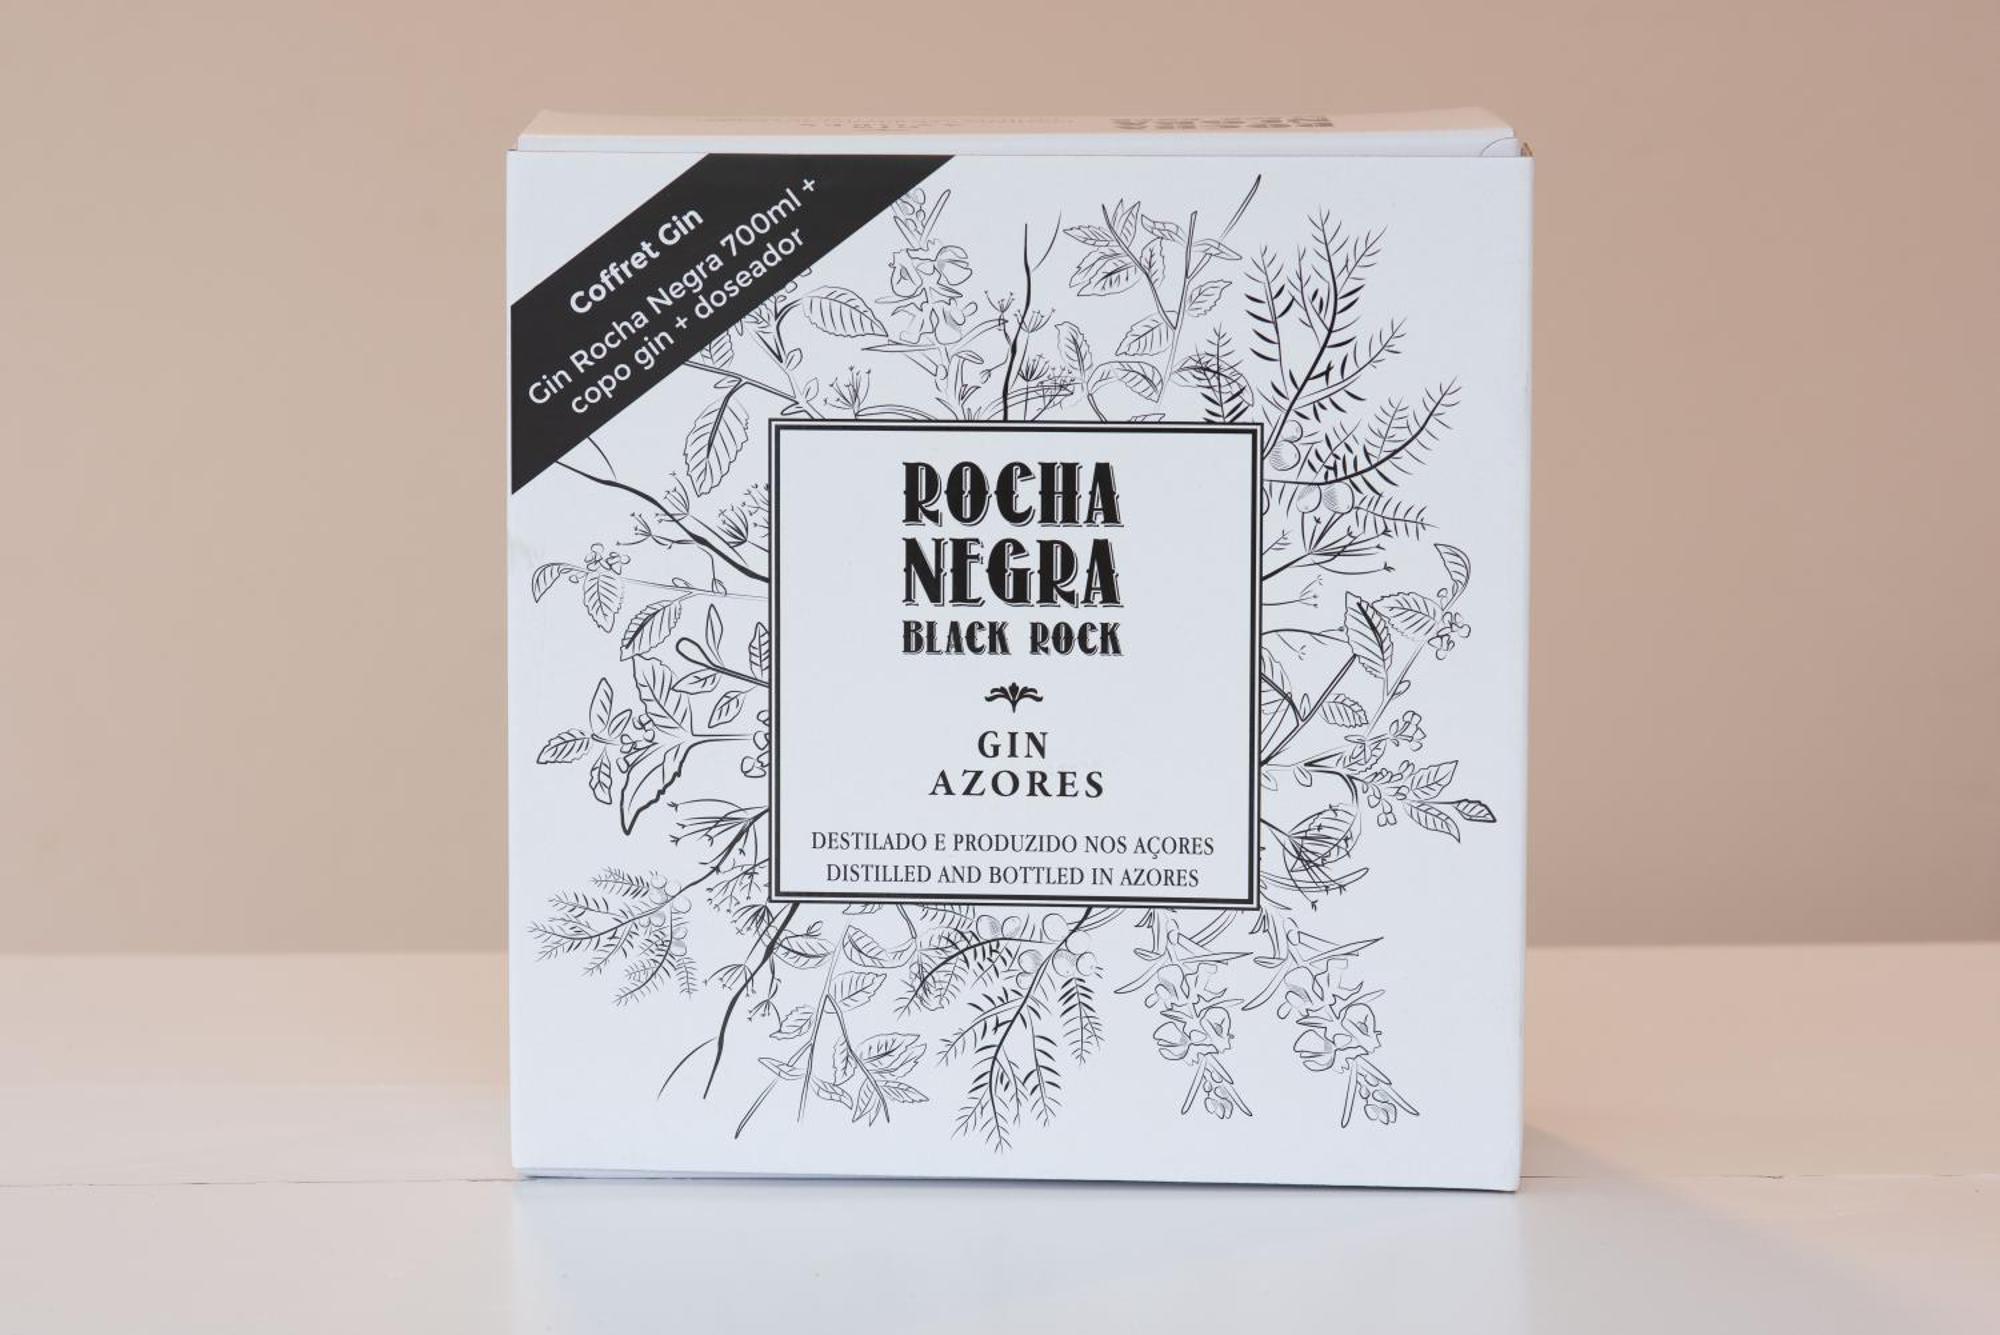 Coffret Gin
Gin Rocha Negra 700ml +
copo gin + doseador
ROCHA
NEGRA
BLACK ROCK
GIN
AZORES
DESTILADO E PRODUZIDO NOS AÇORES
DISTILLED AND BOTTLED IN AZORES